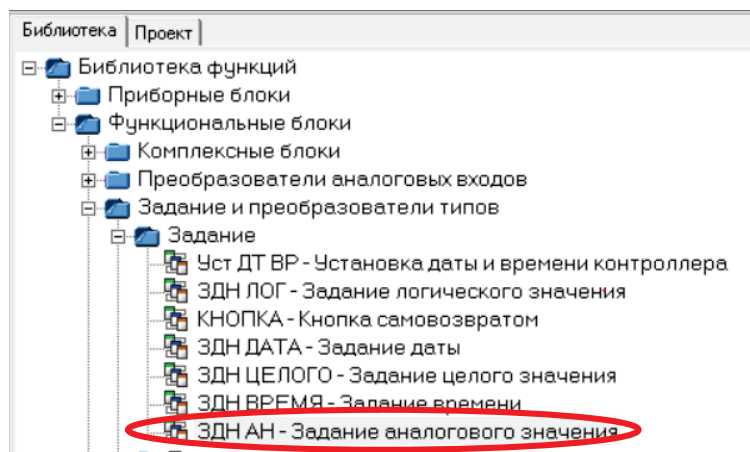 Библиотека Проект
Библиотека функций
Приборные блоки
Функциональные блоки
Комплексные блоки
Преобразователи аналоговых входов
Задание и преобразователи типов
Задание
Уст ДТ ВР - Установка даты и времени контроллера
ЗДН ЛОГ - Задание логического значения
КНОПКА - Кнопка самовозвратом
ЗДН ДАТА - Задание даты
ЗДН ЦЕЛОГО - Задание целого значения
ЗДН ВРЕМЯ - Задание времени
ЗДН АН - Задание аналогового значения